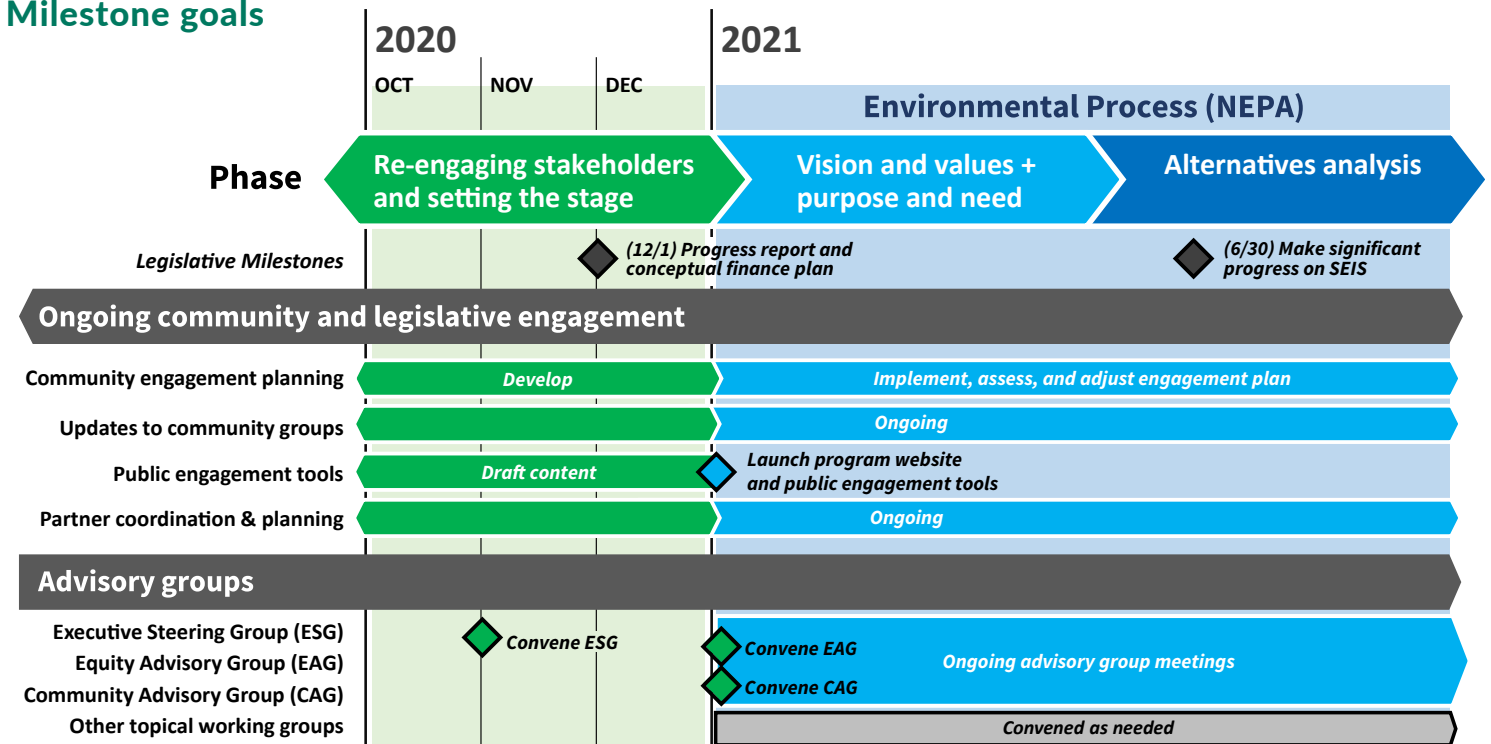 Milestone goals
2020
2021
OCT
NOV
DEC
Environmental Process (NEPA)
Phase
Re-engaging stakeholders
and setting the stage
Vision and values +
purpose and need
Alternatives analysis
Legislative Milestones
(12/1) Progress report and
conceptual finance plan
(6/30) Make significant
progress on SEIS
Ongoing community and legislative engagement
Community engagement planning
Develop
Implement, assess, and adjust engagement plan
Updates to community groups
Ongoing
Public engagement tools
Draft content
Launch program website
and public engagement tools
Partner coordination & planning
Ongoing
Advisory groups
Executive Steering Group (ESG)
Convene ESG
Equity Advisory Group (EAG)
Convene EAG
Ongoing advisory group meetings
Community Advisory Group (CAG)
Convene CAG
Other topical working groups
Convened as needed